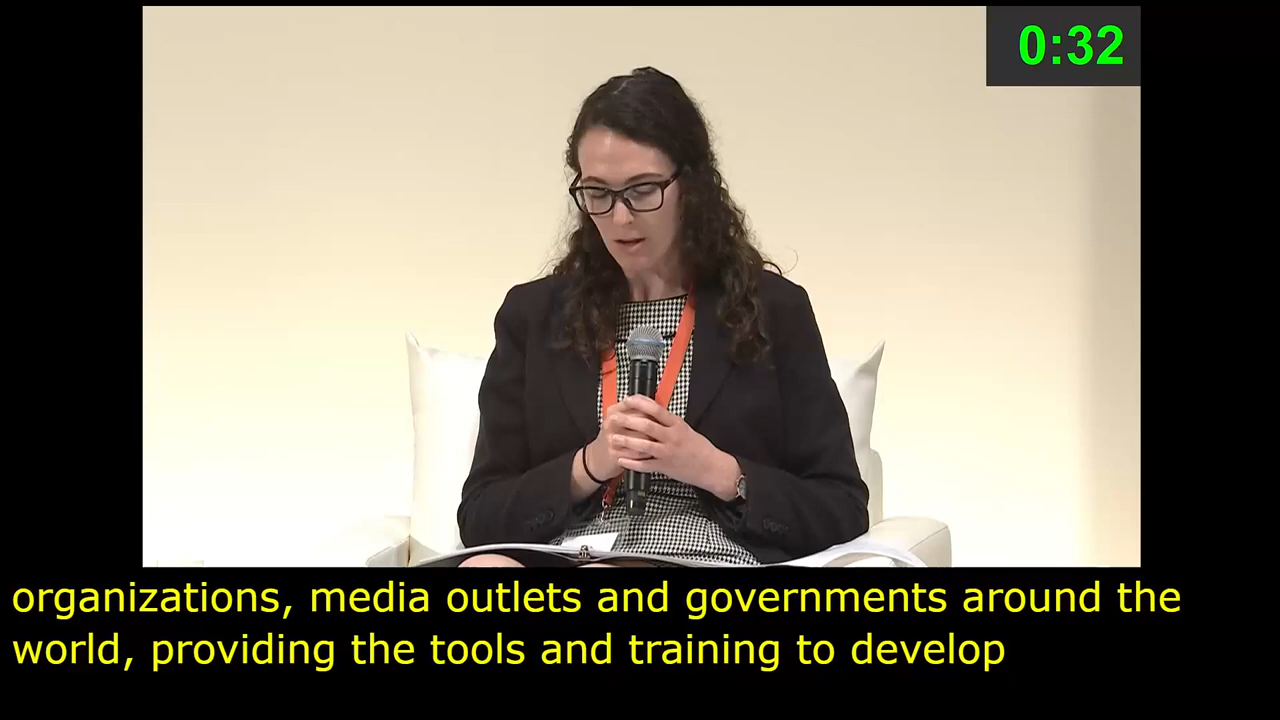 0:32
organizations, media outlets and governments around the
world, providing the tools and training to develop